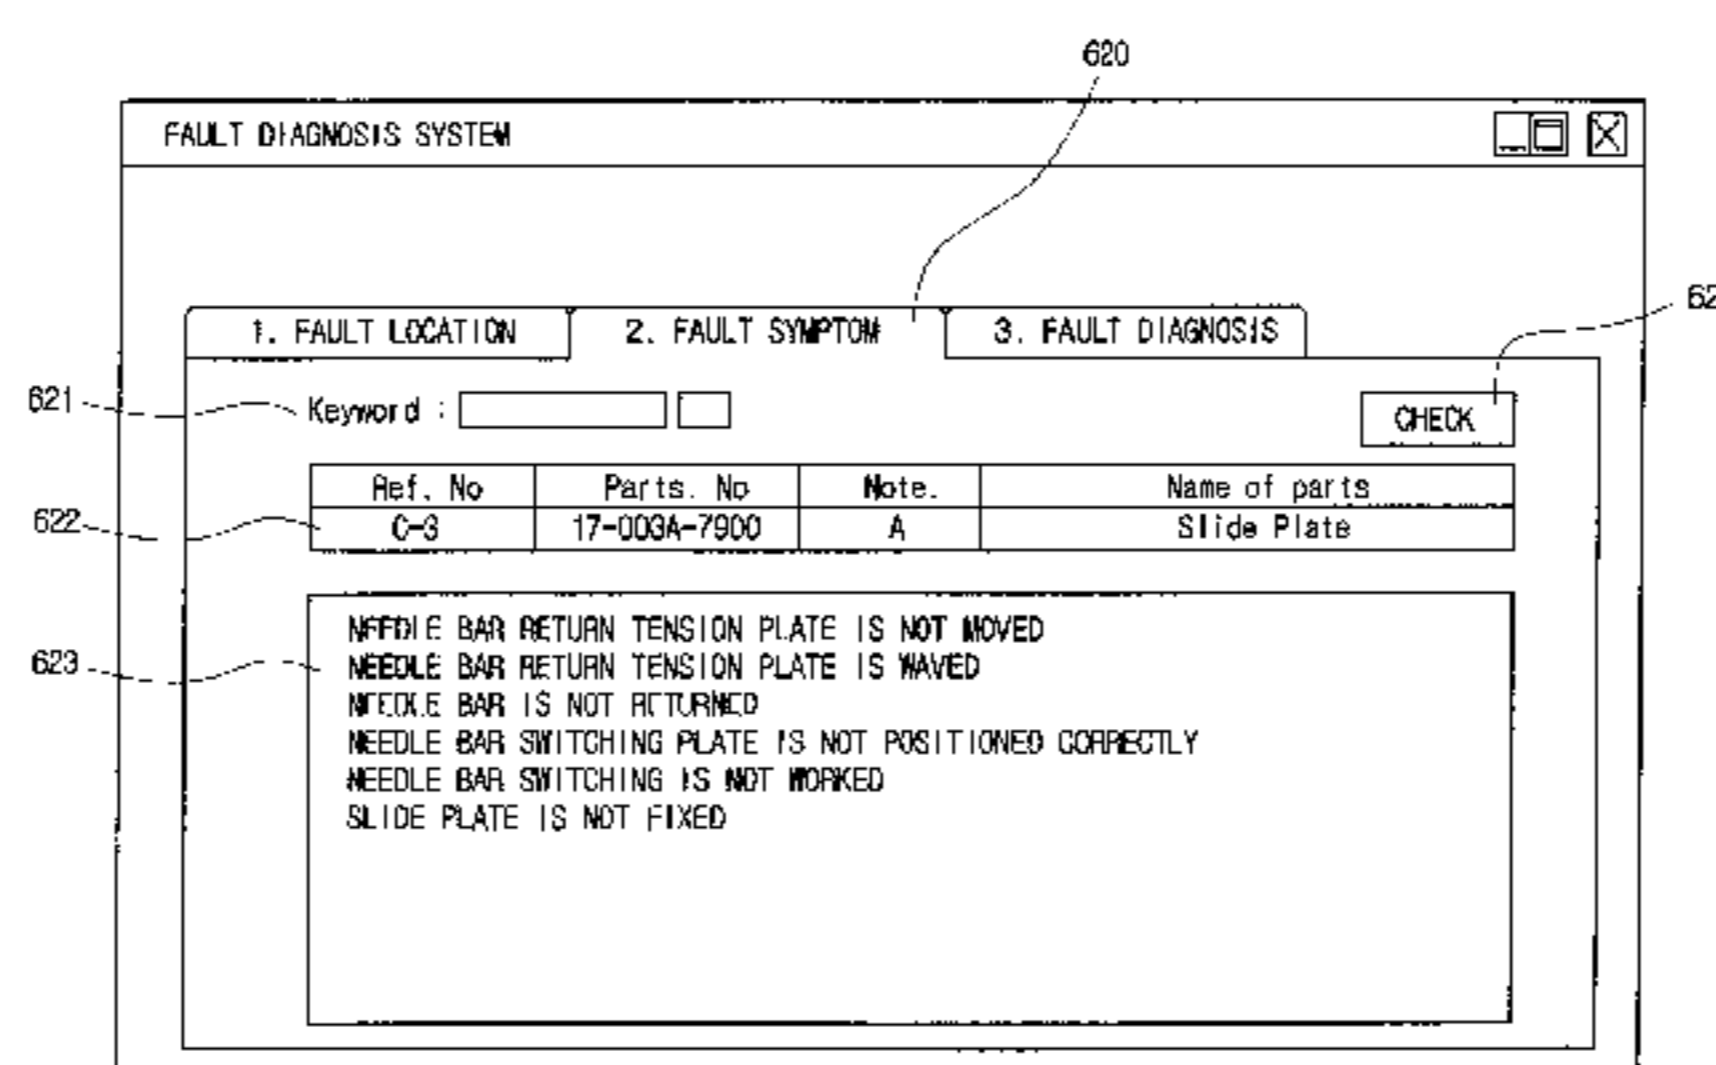 620
FAULT DIAGNOSIS SYSTEM
1. FAULT LOCATION 2. FAULT SYMPTOM 3. FAULT DIAGNOSIS
621 Keyword : CHECK
Ref. No Parts. No Note. Name of parts
622 C-3 17-003A-7900 A Slide Plate
NEEDLE BAR RETURN TENSION PLATE IS NOT MOVED
623 NEEDLE BAR RETURN TENSION PLATE IS WAVED
NEEDLE BAR IS NOT RETURNED
NEEDLE BAR SWITCHING PLATE IS NOT POSITIONED CORRECTLY
NEEDLE BAR SWITCHING IS NOT WORKED
SLIDE PLATE IS NOT FIXED